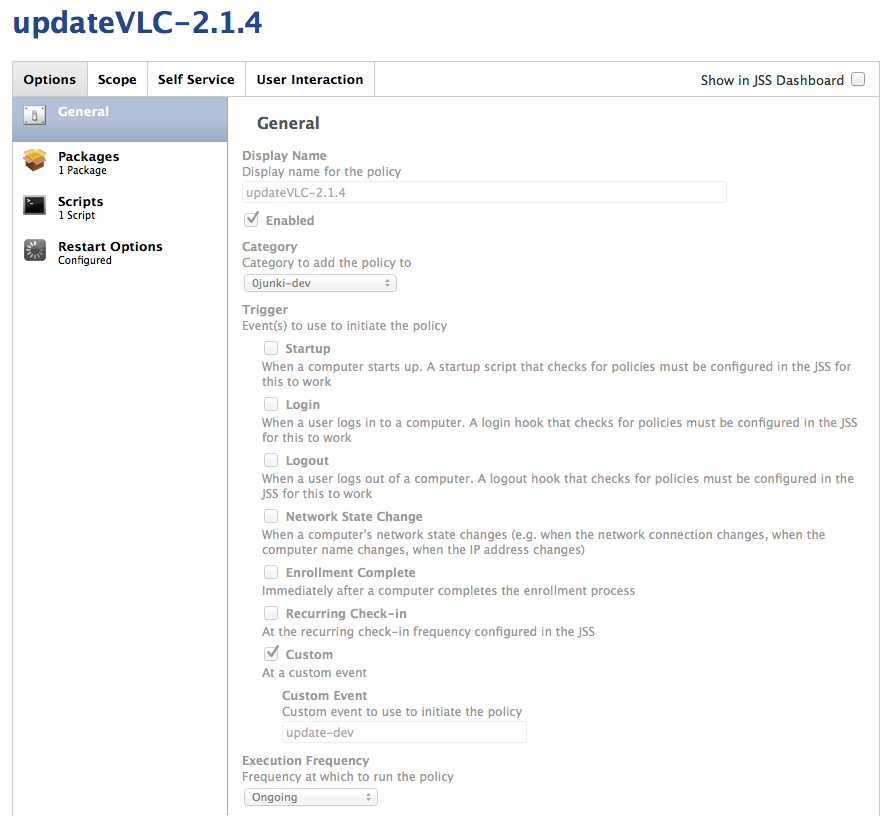 updateVLC-2.1.4
Options
Scope
Self Service
User Interaction
Show in JSS Dashboard
General
Packages
1 Package
Scripts
1 Script
Restart Options
Configured
General
Display Name
Display name for the policy
updateVLC-2.1.4
Enabled
Category
Category to add the policy to
0junki-dev
Trigger
Event(s) to use to initiate the policy
Startup
When a computer starts up. A startup script that checks for policies must be configured in the JSS for
this to work
Login
When a user logs in to a computer. A login hook that checks for policies must be configured in the JSS
for this to work
Logout
When a user logs out of a computer. A logout hook that checks for policies must be configured in the
JSS for this to work
Network State Change
When a computer's network state changes (e.g. when the network connection changes, when the
computer name changes, when the IP address changes)
Enrollment Complete
Immediately after a computer completes the enrollment process
Recurring Check-in
At the recurring check-in frequency configured in the JSS
Custom
At a custom event
Custom Event
Custom event to use to initiate the policy
update-dev
Execution Frequency
Frequency at which to run the policy
Ongoing